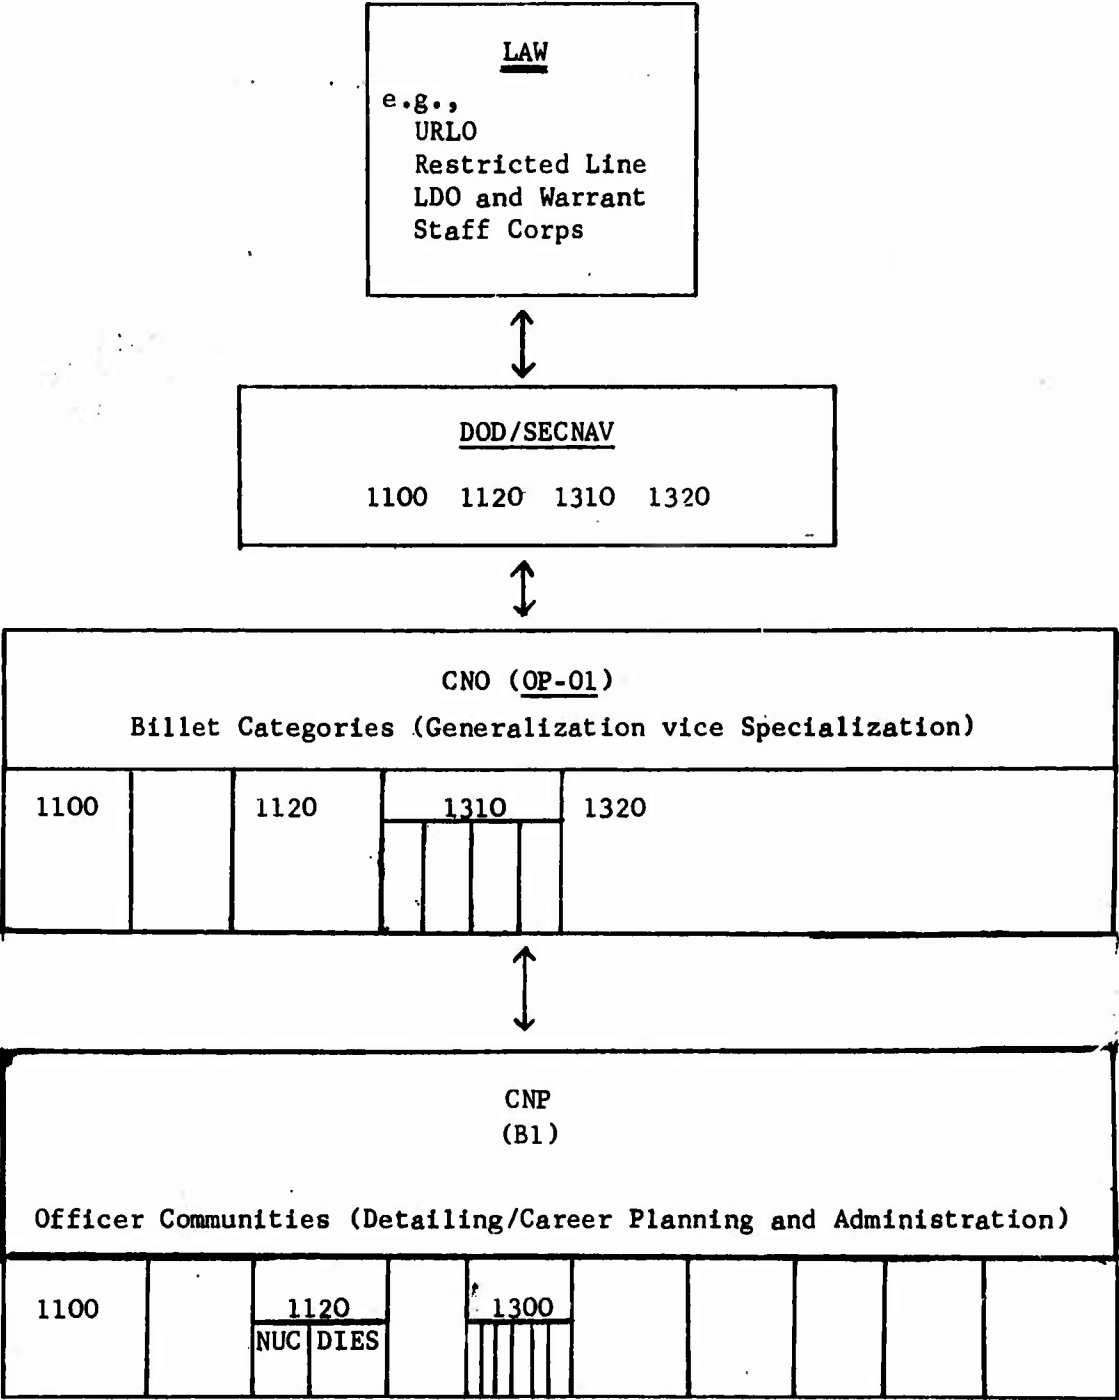 LAW
e.g.,
URLO
Restricted Line
LDO and Warrant
Staff Corps
DOD/SECNAV
1100 1120 1310 1320
CNO (OP-01)
Billet Categories (Generalization vice Specialization)
1100 1120 1310 1320
CNP
(B1)
Officer Communities (Detailing/Career Planning and Administration)
1100 1120 1300
NUC DIES